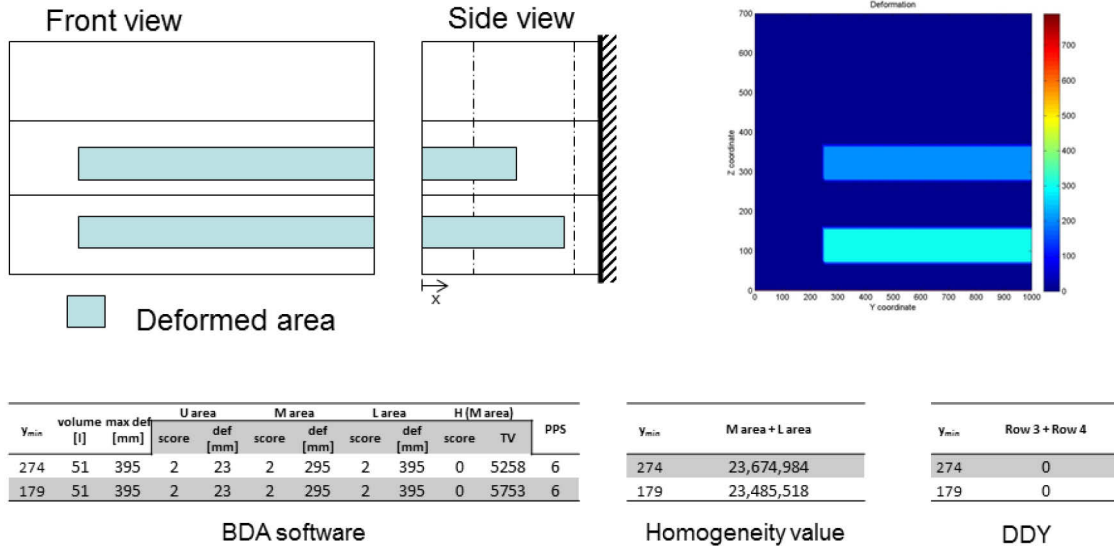 Front view
Side view
x
Deformed area
Deformation
Z coordinate
700
600
500
400
300
200
100
0
0 100 200 300 400 500 600 700 800 900 1000
Y coordinate
700
600
500
400
300
200
100
0
U area M area L area H (M area)
ymin volume [l] max def [mm] score def [mm] score def [mm] score def [mm] score TV PPS
274 51 395 2 23 2 295 2 395 0 5258 6
179 51 395 2 23 2 295 2 395 0 5753 6
BDA software
ymin M area + L area
274 23,674,984
179 23,485,518
Homogeneity value
ymin Row 3 + Row 4
274 0
179 0
DDY